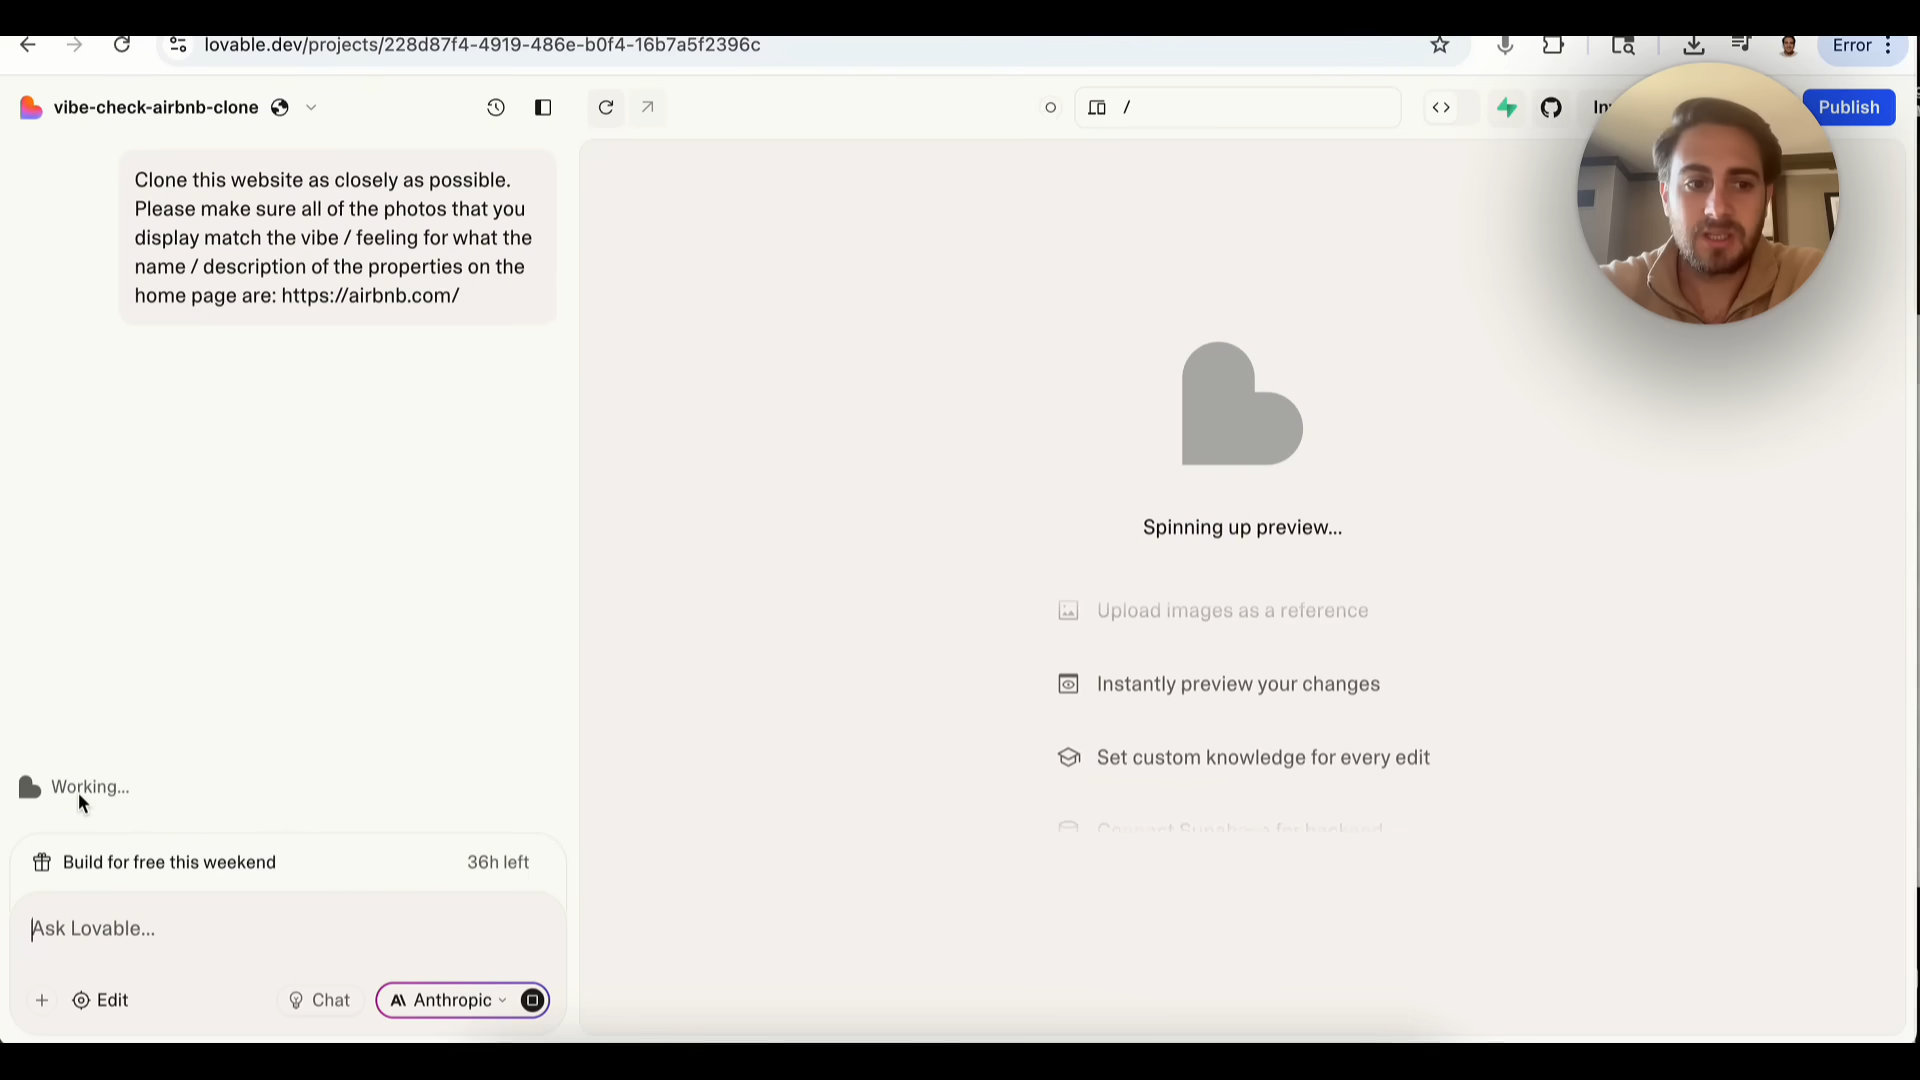 lovable.dev/projects/228d87f4-4919-486e-b0f4-16b7a5f2396c
Error
vibe-check-airbnb-clone
/
Publish
Clone this website as closely as possible.
Please make sure all of the photos that you
display match the vibe / feeling for what the
name / description of the properties on the
home page are: https://airbnb.com/
Spinning up preview...
Upload images as a reference
Instantly preview your changes
Set custom knowledge for every edit
Connect Supabase for backend
Working...
Build for free this weekend
36h left
Ask Lovable...
Edit
Chat
Anthropic